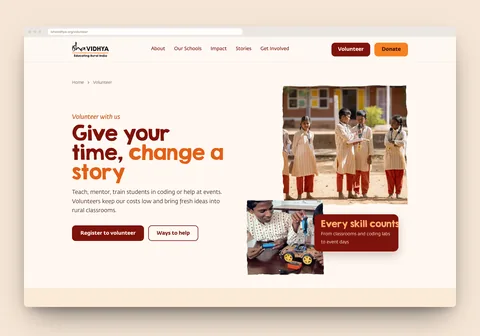 VIDHYA
Educating Rural India
About Our Schools Impact Stories Get Involved
Volunteer Donate
Home > Volunteer
Volunteer with us
Give your
time, change a
story
Teach, mentor, train students in coding or help at events.
Volunteers keep our costs low and bring fresh ideas into
rural classrooms.
Register to volunteer Ways to help
Every skill counts
From classrooms and coding labs
to event days